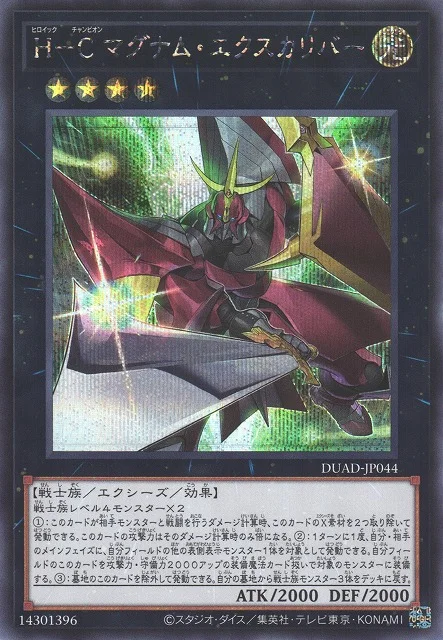 ヒロイック チャンピオン
H-C マグナム・エクスカリバー
光
DUAD-JP044
【戦士族/エクシーズ/効果】
戦士族レベル4モンスター×2
①:このカードが相手モンスターと戦闘を行うダメージ計算時、このカードのX素材を2つ取り除いて
発動できる。このカードの攻撃力はそのダメージ計算時のみ倍になる。②:1ターンに1度、自分・相手
のメインフェイズに、自分フィールドの他の表側表示モンスター1体を対象として発動できる。自分フィー
ルドのこのカードを攻撃力・守備力2000アップの装備魔法カード扱いで対象のモンスターに装備
する。③:墓地のこのカードを除外して発動できる。自分の墓地から戦士族モンスター3体をデッキに戻す。
ATK/2000 DEF/2000
14301396
©スタジオ・ダイス/集英社・テレビ東京・KONAMI